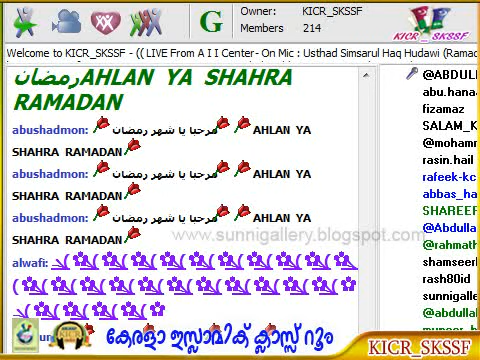 Owner: KICR_SKSSF
Members 214
G
KICR_SKSSF
Welcome to KICR_SKSSF - (( LIVE From A I I Center- On Mic : Usthad Simsarul Haq Hudawi (Ramad
رمضانAHLAN YA SHAHRA
RAMADAN
abushadmon: مرحبا يا شهر رمضان AHLAN YA
SHAHRA RAMADAN
abushadmon: مرحبا يا شهر رمضان AHLAN YA
SHAHRA RAMADAN
abushadmon: مرحبا يا شهر رمضان AHLAN YA
SHAHRA RAMADAN
alwafi:
@ABDUL
abu.hana
fizamaz
SALAM_K
@mohamm
rasin.hail
rafeek-kc
abbas_ha
SHAREEF
@Abdulla
@rahmath
shamseer
rash80id
sunnigalle
@abdullal
www.sunnigallery.blogspot.com
കേരളാ ഇസ്ലാമിക് ക്ലാസ്സ് റൂം
KICR_SKSSF